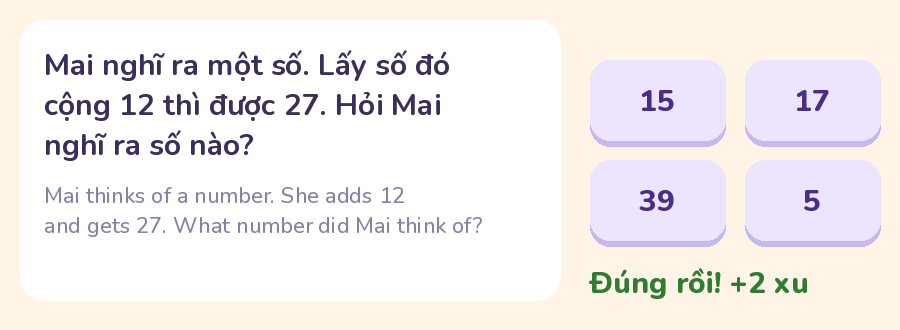 Mai nghĩ ra một số. Lấy số đó
cộng 12 thì được 27. Hỏi Mai
nghĩ ra số nào?
Mai thinks of a number. She adds 12
and gets 27. What number did Mai think of?
15
17
39
5
Đúng rồi! +2 xu